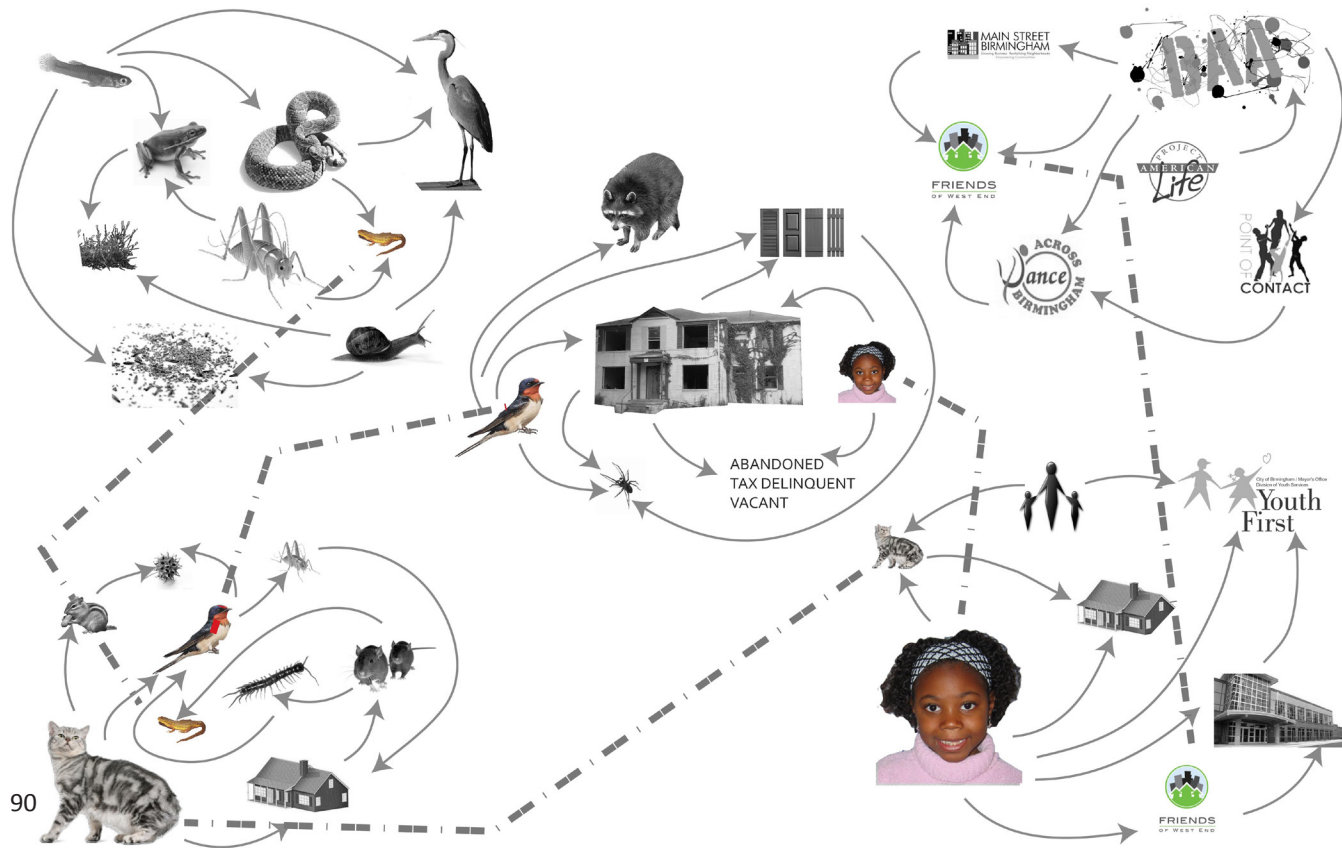 MAIN STREET
BIRMINGHAM
BAA
PROJECT
AMERICAN
Life
FRIENDS
OF WEST END
ACROSS
Dance
BIRMINGHAM
POINT OF
CONTACT
ABANDONED
TAX DELINQUENT
VACANT
City of Birmingham / Mayor's Office
Division of Youth Services
Youth
First
FRIENDS
OF WEST END
90